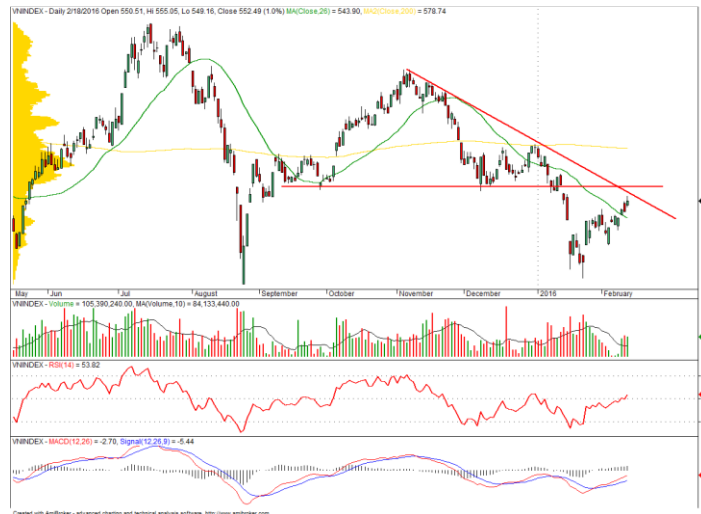 VNINDEX - Daily 2/18/2016 Open 550.51, Hi 555.05, Lo 549.16, Close 552.49 (1.0%) MA(Close,26) = 543.90, MA2(Close,200) = 578.74
May Jun Jul August September October November December 2016 February
VNINDEX - Volume = 105,390,240.00, MA(Volume,10) = 84,133,440.00
VNINDEX - RSI(14) = 53.82
VNINDEX - MACD(12,26) = -2.70, Signal(12,26,9) = -5.44
Created with AmiBroker - advanced charting and technical analysis software. http://www.amibroker.com